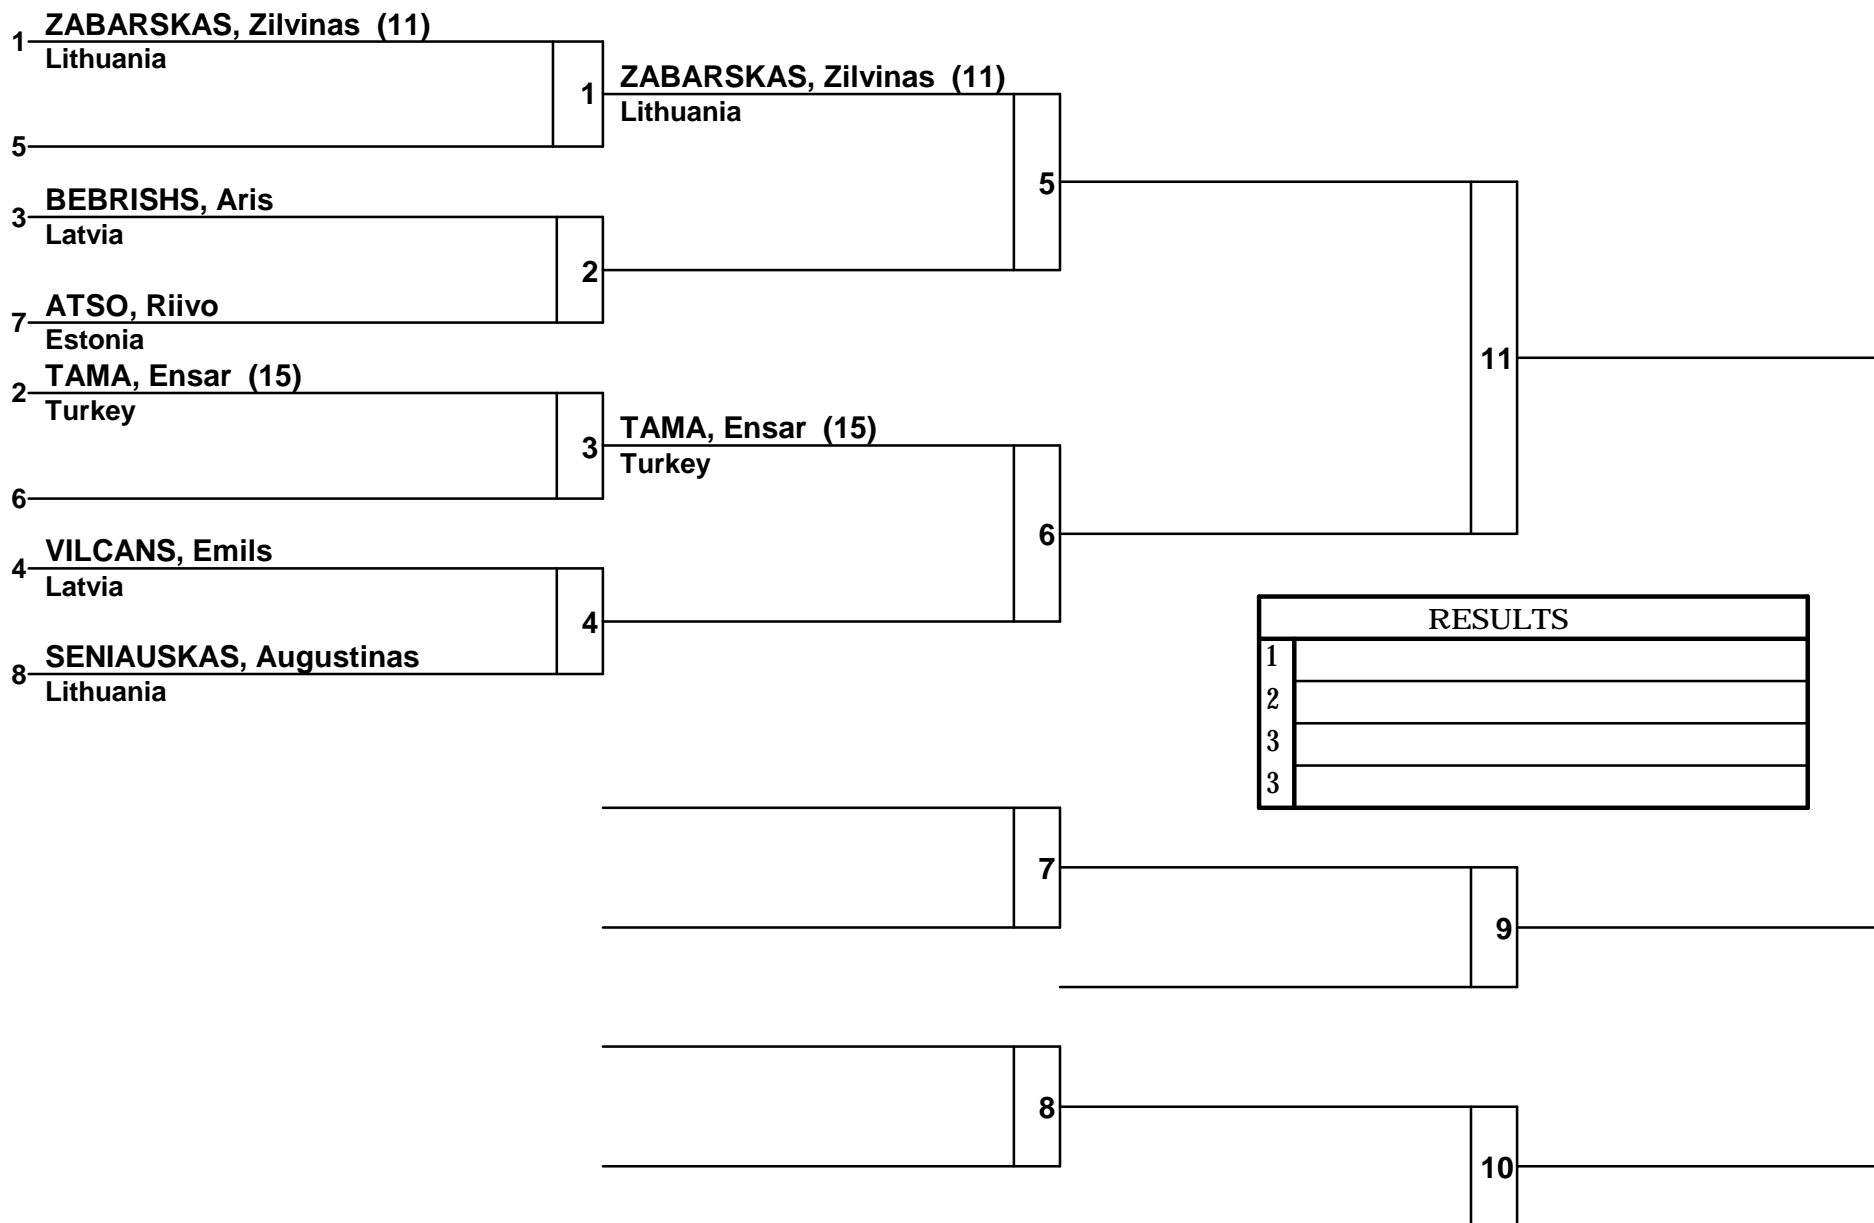 ZABARSKAS, Zilvinas (11)
1
Lithuania
ZABARSKAS, Zilvinas (11)
1
Lithuania
5
BEBRISHS, Aris
5
3
Latvia
2
ATSO, Riivo
7
Estonia
11
TAMA, Ensar (15)
2
Turkey
TAMA, Ensar (15)
3
Turkey
6
6
VILCANS, Emils
4
Latvia
4
RESULTS
SENIAUSKAS, Augustinas
1
8
Lithuania
2
3
3
7
9
8
10